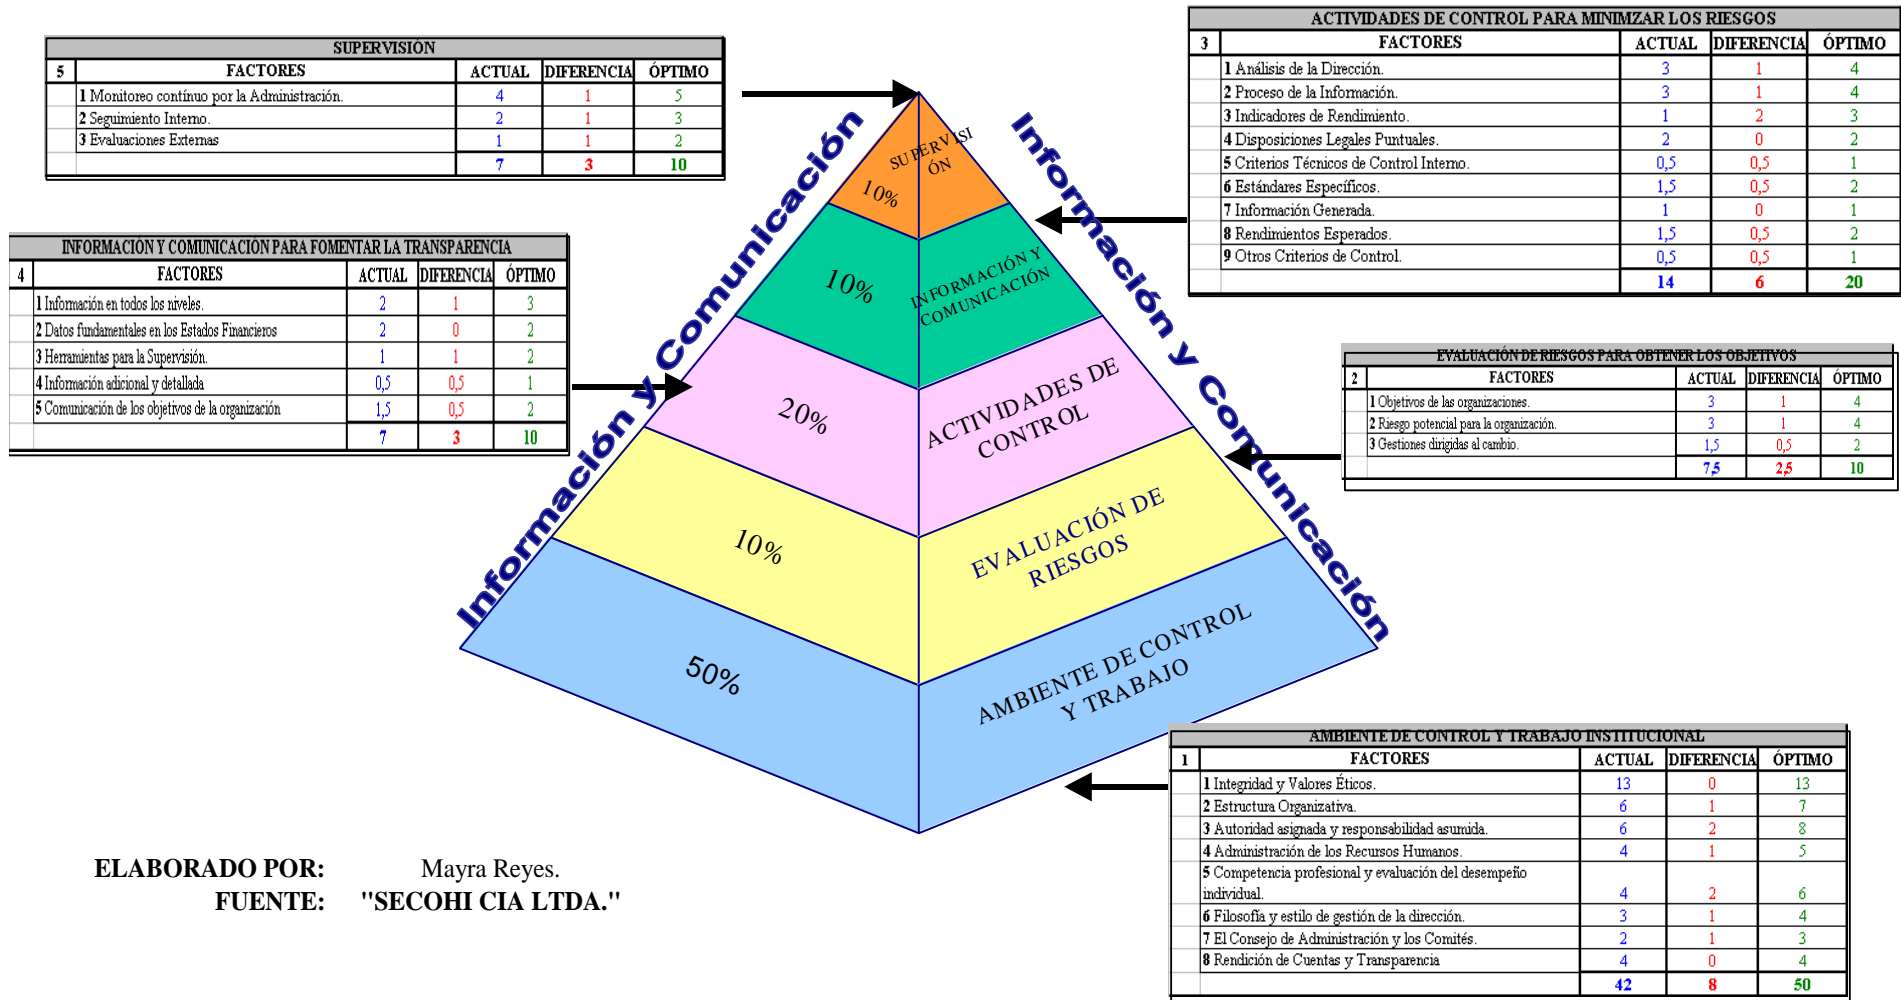 SUPERVISIÓN
5 FACTORES ACTUAL DIFERENCIA ÓPTIMO
1 Monitoreo contínuo por la Administración. 4 1 5
2 Seguimiento Interno. 2 1 3
3 Evaluaciones Externas 1 1 2
7 3 10
ACTIVIDADES DE CONTROL PARA MINIMZAR LOS RIESGOS
3 FACTORES ACTUAL DIFERENCIA ÓPTIMO
1 Análisis de la Dirección. 3 1 4
2 Proceso de la Información. 3 1 4
3 Indicadores de Rendimiento. 1 2 3
4 Disposiciones Legales Puntuales. 2 0 2
5 Criterios Técnicos de Control Interno. 0,5 0,5 1
6 Estándares Específicos. 1,5 0,5 2
7 Información Generada. 1 0 1
8 Rendimientos Esperados. 1,5 0,5 2
9 Otros Criterios de Control. 0,5 0,5 1
14 6 20
INFORMACIÓN Y COMUNICACIÓN PARA FOMENTAR LA TRANSPARENCIA
4 FACTORES ACTUAL DIFERENCIA ÓPTIMO
1 Información en todos los niveles. 2 1 3
2 Datos fundamentales en los Estados Financieros 2 0 2
3 Herramientas para la Supervisión. 1 1 2
4 Información adicional y detallada 0,5 0,5 1
5 Comunicación de los objetivos de la organización 1,5 0,5 2
7 3 10
EVALUACIÓN DE RIESGOS PARA OBTENER LOS OBJETIVOS
2 FACTORES ACTUAL DIFERENCIA ÓPTIMO
1 Objetivos de las organizaciones. 3 1 4
2 Riesgo potencial para la organización. 3 1 4
3 Gestiones dirigidas al cambio. 1,5 0,5 2
7,5 2,5 10
Información y Comunicación
Información y Comunicación
10%
SUPERVISI
ÓN
10%
INFORMACIÓN Y
COMUNICACIÓN
20%
ACTIVIDADES DE
CONTROL
10%
EVALUACIÓN DE
RIESGOS
50%
AMBIENTE DE CONTROL
Y TRABAJO
AMBIENTE DE CONTROL Y TRABAJO INSTITUCIONAL
1 FACTORES ACTUAL DIFERENCIA ÓPTIMO
1 Integridad y Valores Éticos. 13 0 13
2 Estructura Organizativa. 6 1 7
3 Autoridad asignada y responsabilidad asumida. 6 2 8
4 Administración de los Recursos Humanos. 4 1 5
5 Competencia profesional y evaluación del desempeño
individual. 4 2 6
6 Filosofía y estilo de gestión de la dirección. 3 1 4
7 El Consejo de Administración y los Comités. 2 1 3
8 Rendición de Cuentas y Transparencia 4 0 4
42 8 50
ELABORADO POR: Mayra Reyes.
FUENTE: "SECOHI CIA LTDA."